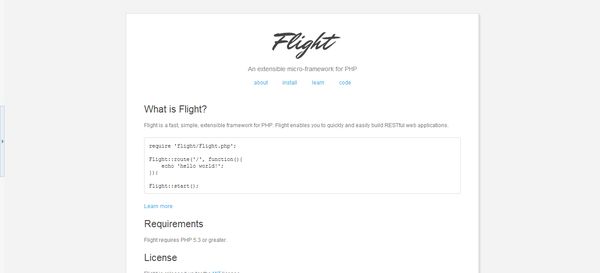 Flight
An extensible micro-framework for PHP
about install learn code
What is Flight?
Flight is a fast, simple, extensible framework for PHP. Flight enables you to quickly and easily build RESTful web applications.
require 'flight/Flight.php';
Flight::route('/', function(){
echo 'hello world!';
});
Flight::start();
Learn more
Requirements
Flight requires PHP 5.3 or greater.
License